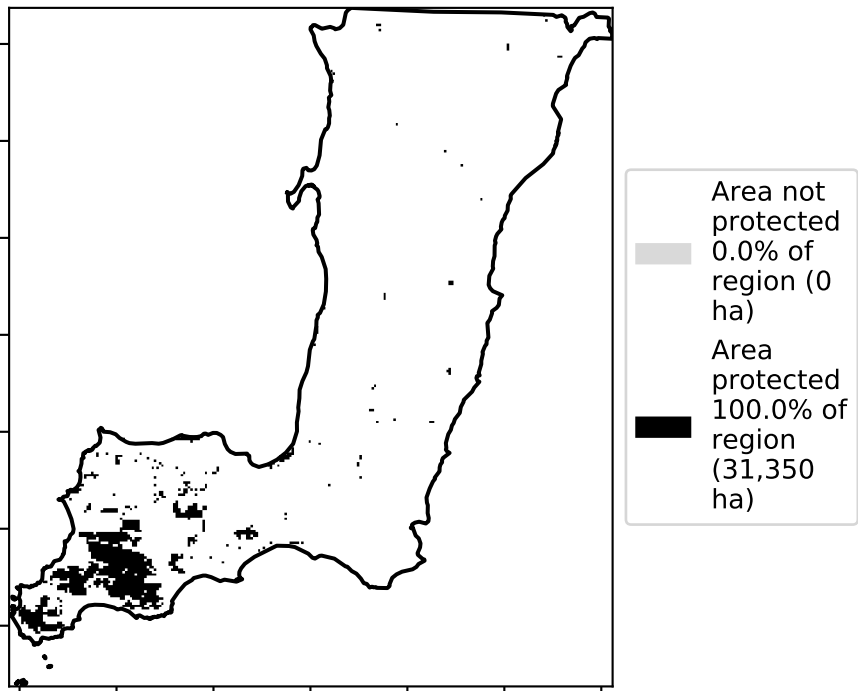 Area not
protected
0.0% of
region (0
ha)
Area
protected
100.0% of
region
(31,350
ha)